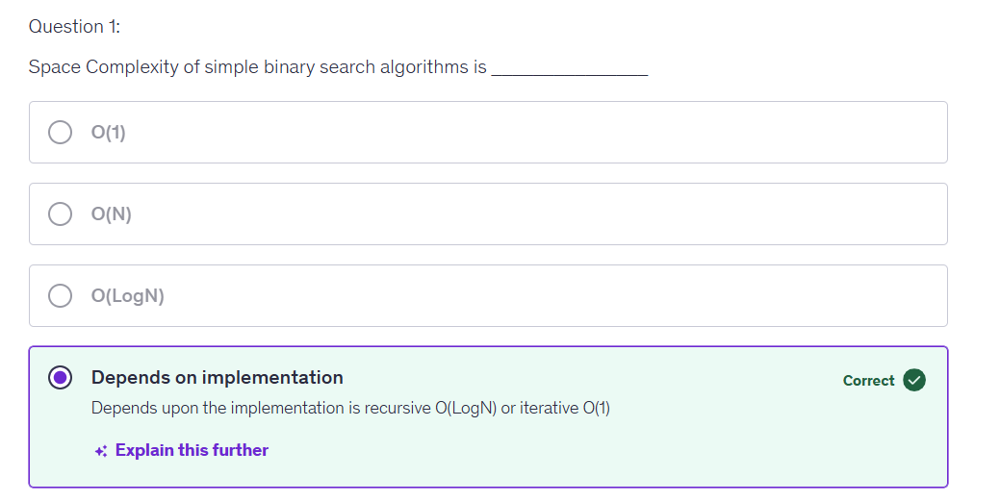 Question 1:
Space Complexity of simple binary search algorithms is ________________
O(1)
O(N)
O(LogN)
Depends on implementation
Correct
Depends upon the implementation is recursive O(LogN) or iterative O(1)
Explain this further